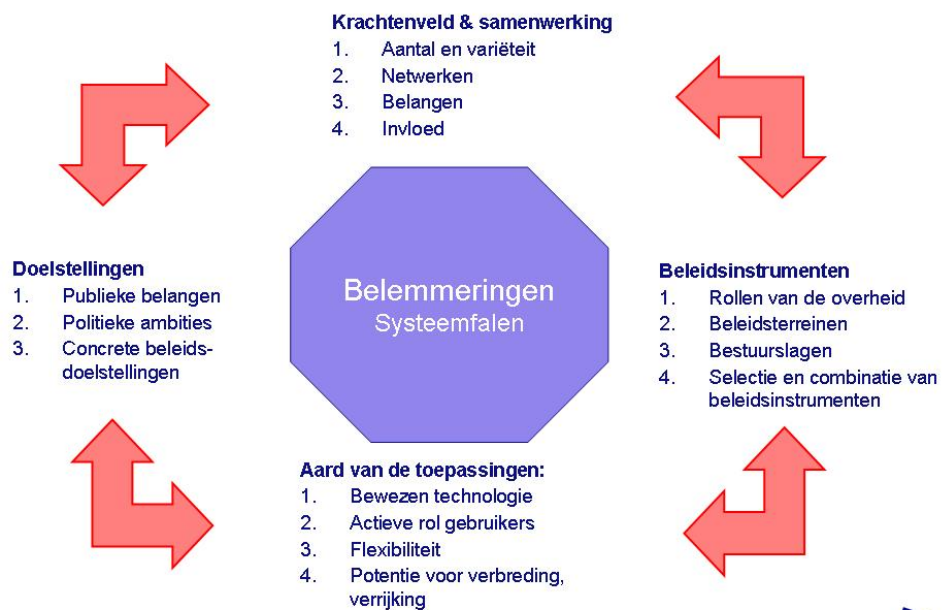 Krachtenveld & samenwerking
1. Aantal en variëteit
2. Netwerken
3. Belangen
4. Invloed
Doelstellingen
1. Publieke belangen
2. Politieke ambities
3. Concrete beleids-
doelstellingen
Belemmeringen
Systeemfalen
Beleidsinstrumenten
1. Rollen van de overheid
2. Beleidsterreinen
3. Bestuurslagen
4. Selectie en combinatie van
beleidsinstrumenten
Aard van de toepassingen:
1. Bewezen technologie
2. Actieve rol gebruikers
3. Flexibiliteit
4. Potentie voor verbreding,
verrijking